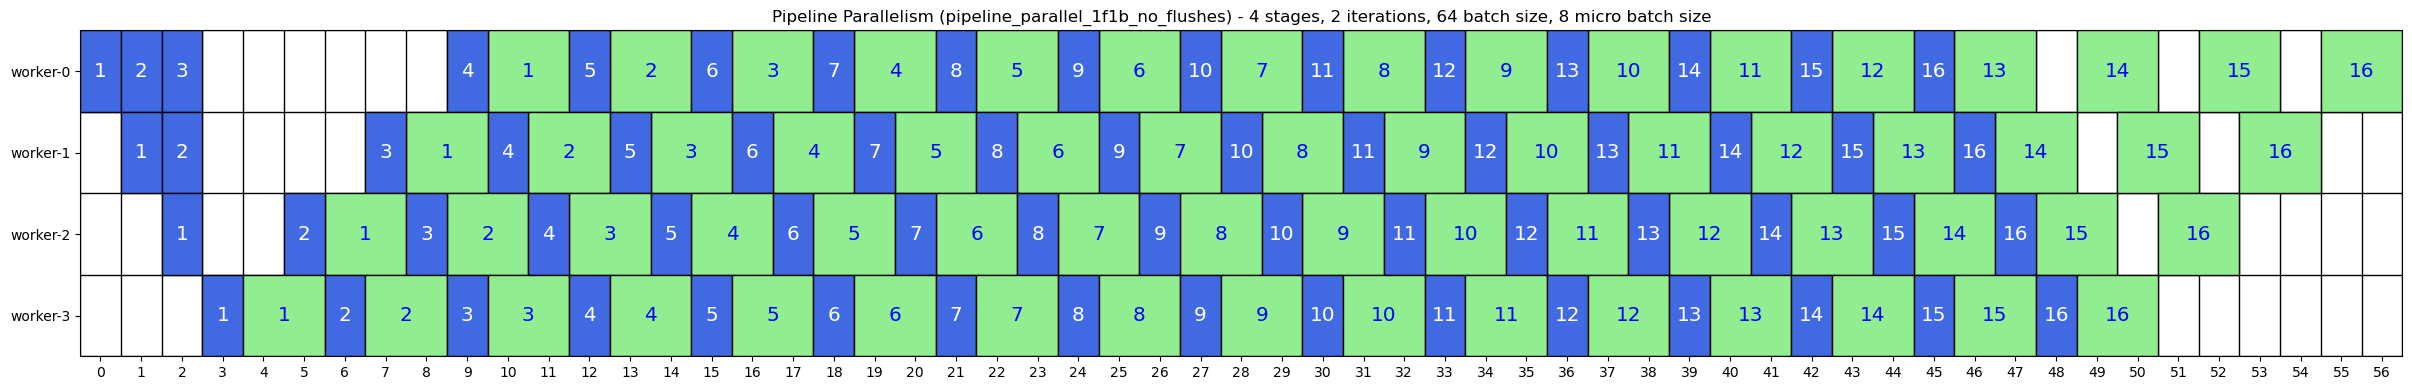 Pipeline Parallelism (pipeline_parallel_1f1b_no_flushes) - 4 stages, 2 iterations, 64 batch size, 8 micro batch size
worker-0 1 2 3 4 1 5 2 6 3 7 4 8 5 9 6 10 7 11 8 12 9 13 10 14 11 15 12 16 13 14 15 16
worker-1 1 2 3 1 4 2 5 3 6 4 7 5 8 6 9 7 10 8 11 9 12 10 13 11 14 12 15 13 16 14 15 16
worker-2 1 2 1 3 2 4 3 5 4 6 5 7 6 8 7 9 8 10 9 11 10 12 11 13 12 14 13 15 14 16 15 16
worker-3 1 1 2 2 3 3 4 4 5 5 6 6 7 7 8 8 9 9 10 10 11 11 12 12 13 13 14 14 15 15 16 16
0 1 2 3 4 5 6 7 8 9 10 11 12 13 14 15 16 17 18 19 20 21 22 23 24 25 26 27 28 29 30 31 32 33 34 35 36 37 38 39 40 41 42 43 44 45 46 47 48 49 50 51 52 53 54 55 56